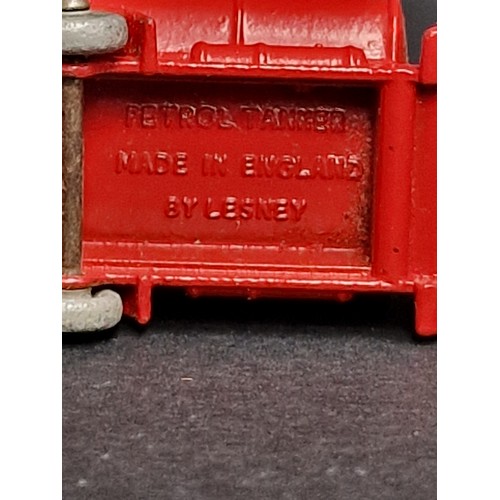 PETROL TANKER
MADE IN ENGLAND
BY LESNEY